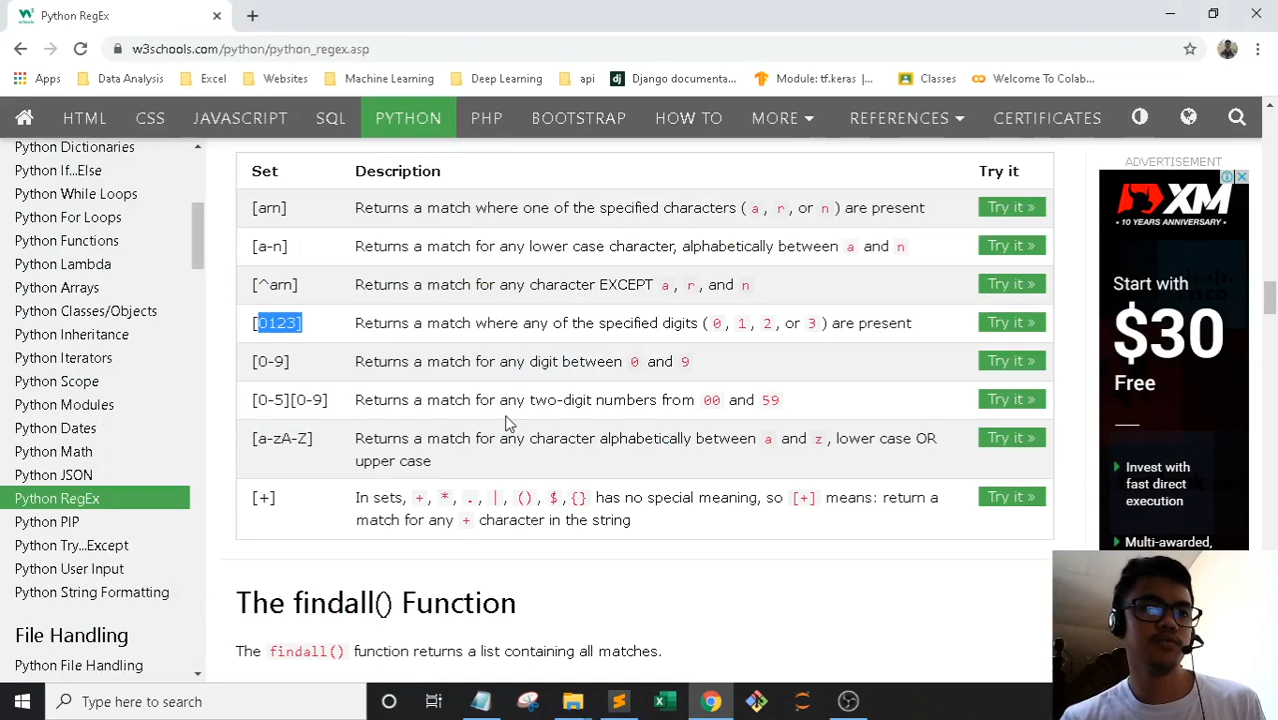 Python RegEx
w3schools.com/python/python_regex.asp
Apps Data Analysis Excel Websites Machine Learning Deep Learning api Django documenta... Module: tf.keras |... Classes Welcome To Colab...
HTML CSS JAVASCRIPT SQL PYTHON PHP BOOTSTRAP HOW TO MORE REFERENCES CERTIFICATES
Python Dictionaries
Python If...Else
Python While Loops
Python For Loops
Python Functions
Python Lambda
Python Arrays
Python Classes/Objects
Python Inheritance
Python Iterators
Python Scope
Python Modules
Python Dates
Python Math
Python JSON
Python RegEx
Python PIP
Python Try...Except
Python User Input
Python String Formatting
File Handling
Python File Handling
Set Description Try it
[arn] Returns a match where one of the specified characters ( a , r , or n ) are present Try it »
[a-n] Returns a match for any lower case character, alphabetically between a and n Try it »
[^arn] Returns a match for any character EXCEPT a , r , and n Try it »
[0123] Returns a match where any of the specified digits ( 0 , 1 , 2 , or 3 ) are present Try it »
[0-9] Returns a match for any digit between 0 and 9 Try it »
[0-5][0-9] Returns a match for any two-digit numbers from 00 and 59 Try it »
[a-zA-Z] Returns a match for any character alphabetically between a and z , lower case OR Try it »
upper case
[+] In sets, + , * , . , | , () , $ , {} has no special meaning, so [+] means: return a Try it »
match for any + character in the string
The findall() Function
The findall() function returns a list containing all matches.
ADVERTISEMENT
XM
10 YEARS ANNIVERSARY
Start with
$30
Free
Invest with
fast direct
execution
Multi-awarded,
Type here to search